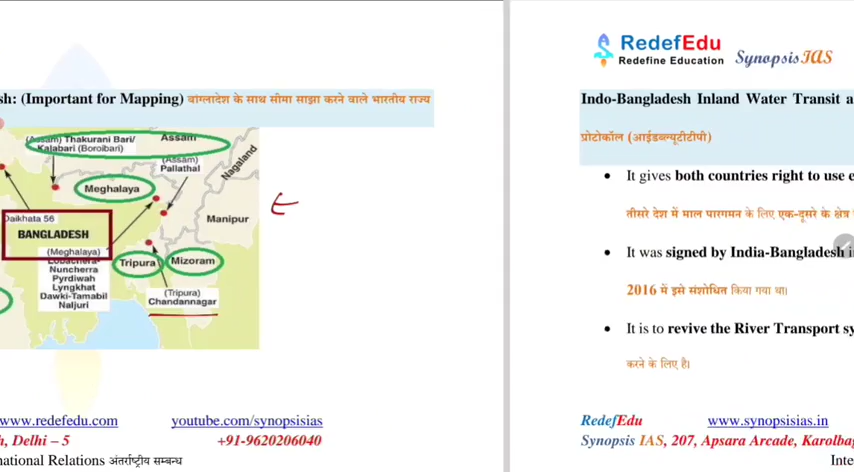 sh: (Important for Mapping) बांग्लादेश के साथ सीमा साझा करने वाले भारतीय राज्य
(Assam) Thakurani Bari/
Kalabari (Boroibari)
Assam
(Assam)
Pallathal
Nagaland
Meghalaya
Manipur
Daikhata 56
BANGLADESH
(Meghalaya)
Lobachera-
Nuncherra
Pyrdiwah
Lyngkhat
Dawki-Tamabil
Naljuri
Tripura
Mizoram
(Tripura)
Chandannagar
www.redefedu.com youtube.com/synopsisias
h, Delhi – 5 +91-9620206040
national Relations अंतर्राष्ट्रीय सम्बन्ध
RedefEdu
Redefine Education
Synopsis IAS
Indo-Bangladesh Inland Water Transit a
प्रोटोकॉल (आईडब्ल्यूटीटीपी)
• It gives both countries right to use e
तीसरे देश में माल पारगमन के लिए एक-दूसरे के क्षेत्र
• It was signed by India-Bangladesh i
2016 में इसे संशोधित किया गया था।
• It is to revive the River Transport sy
करने के लिए है।
RedefEdu www.synopsisias.in
Synopsis IAS, 207, Apsara Arcade, Karolba
Inte